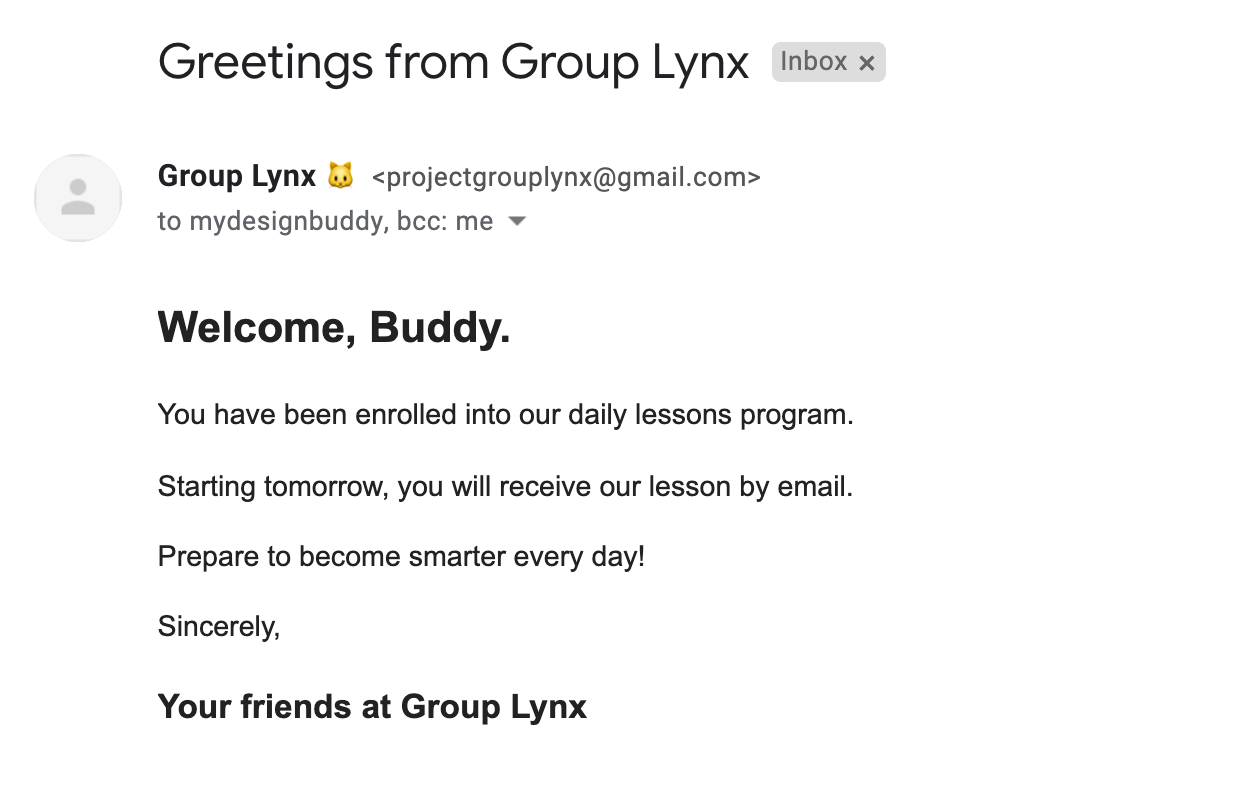 Greetings from Group Lynx Inbox ×
Group Lynx 🐱 <projectgrouplynx@gmail.com>
to mydesignbuddy, bcc: me
Welcome, Buddy.
You have been enrolled into our daily lessons program.
Starting tomorrow, you will receive our lesson by email.
Prepare to become smarter every day!
Sincerely,
Your friends at Group Lynx